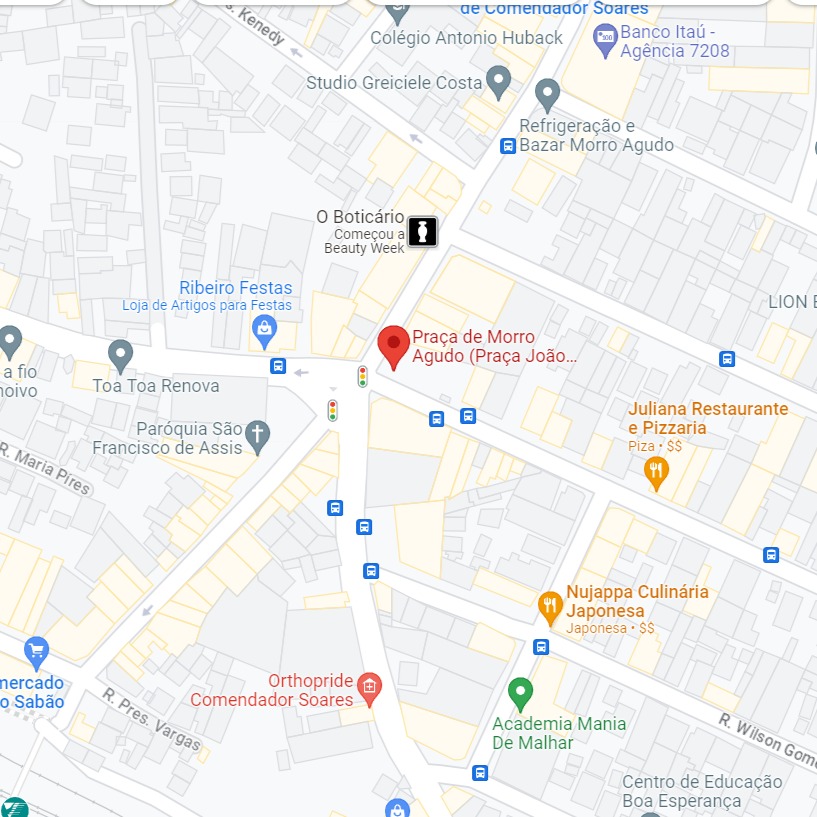 de Comendador Soares
s. Kenedy
Colégio Antonio Huback
Banco Itaú -
Agência 7208
Studio Greiciele Costa
Refrigeração e
Bazar Morro Agudo
O Boticário
Começou a
Beauty Week
Ribeiro Festas
Loja de Artigos para Festas
LION E
Praça de Morro
Agudo (Praça João...
a fio
noivo
Toa Toa Renova
Juliana Restaurante
e Pizzaria
Piza • $$
Paróquia São
Francisco de Assis
R. Maria Pires
Nujappa Culinária
Japonesa
Japonesa • $$
mercado
o Sabão
Orthopride
Comendador Soares
R. Pres. Vargas
Academia Mania
De Malhar
R. Wilson Gome
Centro de Educação
Boa Esperança